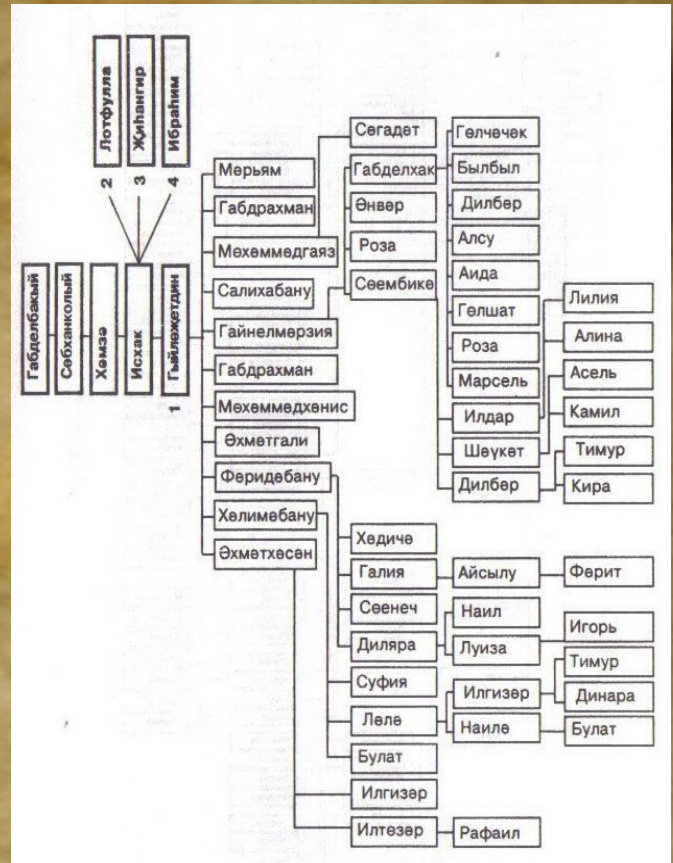 Лотфулла
Җиһангир
Ибраһим
2
3
4
Габделбакый
Сөбханколый
Хәмзә
Исхак
Гыйләҗетдин
1
Мәрьям
Габдрахман
Мөхәммәдгаяз
Салихабану
Гайнелмәрзия
Габдрахман
Мөхәммәдхәнис
Әхмәтгали
Фәридәбану
Хәлимәбану
Әхмәтхәсән
Сәгадәт
Габделхак
Әнвәр
Роза
Сөембикә
Гөлчәчәк
Былбыл
Дилбәр
Алсу
Аида
Гөлшат
Роза
Марсель
Илдар
Шәүкәт
Дилбәр
Лилия
Алина
Асель
Камил
Тимур
Кира
Хәдичә
Галия
Сөенеч
Диляра
Суфия
Ләлә
Булат
Илгизәр
Илтөзәр
Айсылу
Наил
Луиза
Илгизәр
Наилә
Рафаил
Фәрит
Игорь
Тимур
Динара
Булат